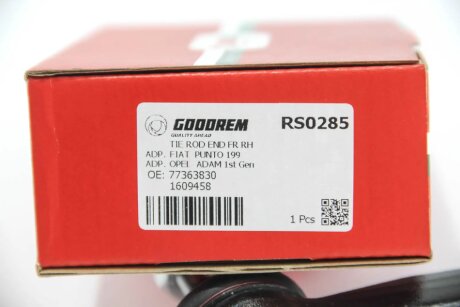 GOODREM
QUALITY AHEAD
RS0285
TIE ROD END FR RH
ADP. FIAT PUNTO 199
ADP. OPEL ADAM 1st Gen
OE: 77363830
1609458
1 Pcs